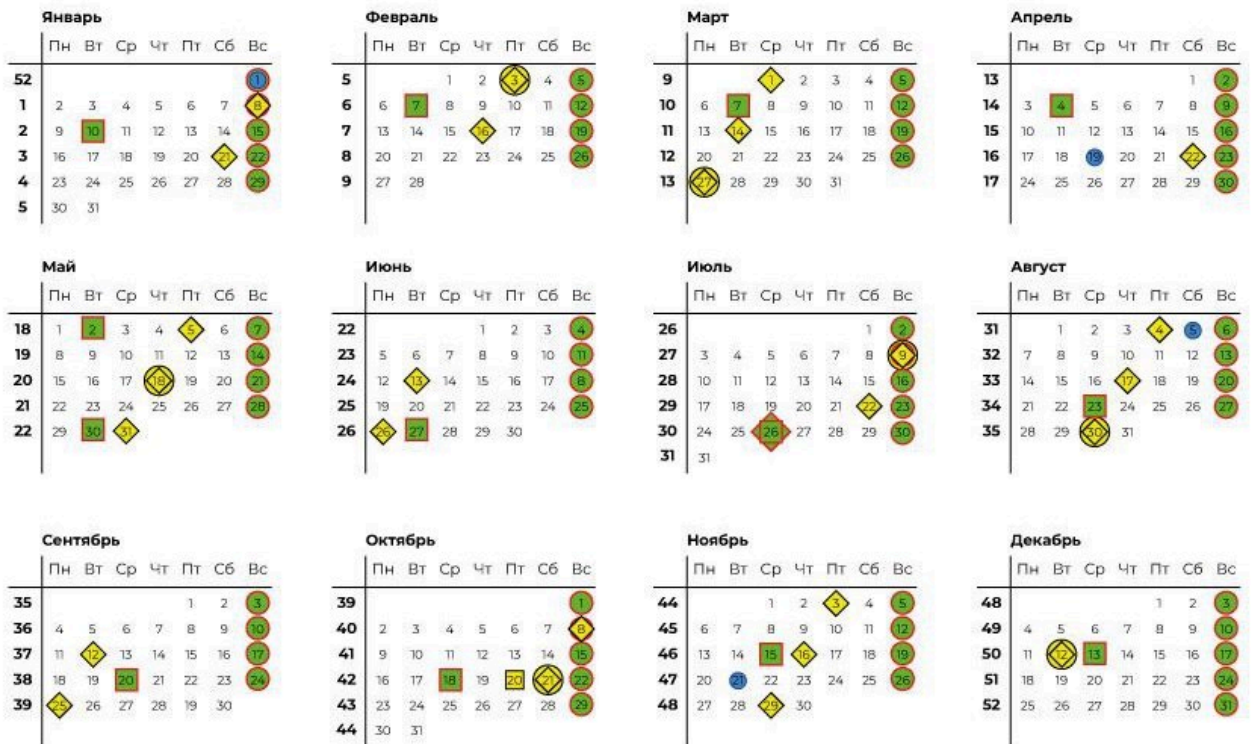 Январь
Пн Вт Ср Чт Пт Сб Вс
52 1
1 2 3 4 5 6 7 8
2 9 10 11 12 13 14 15
3 16 17 18 19 20 21 22
4 23 24 25 26 27 28 29
5 30 31
Февраль
Пн Вт Ср Чт Пт Сб Вс
5 1 2 3 4 5
6 6 7 8 9 10 11 12
7 13 14 15 16 17 18 19
8 20 21 22 23 24 25 26
9 27 28
Март
Пн Вт Ср Чт Пт Сб Вс
9 1 2 3 4 5
10 6 7 8 9 10 11 12
11 13 14 15 16 17 18 19
12 20 21 22 23 24 25 26
13 27 28 29 30 31
Апрель
Пн Вт Ср Чт Пт Сб Вс
13 1 2
14 3 4 5 6 7 8 9
15 10 11 12 13 14 15 16
16 17 18 19 20 21 22 23
17 24 25 26 27 28 29 30
Май
Пн Вт Ср Чт Пт Сб Вс
18 1 2 3 4 5 6 7
19 8 9 10 11 12 13 14
20 15 16 17 18 19 20 21
21 22 23 24 25 26 27 28
22 29 30 31
Июнь
Пн Вт Ср Чт Пт Сб Вс
22 1 2 3 4
23 5 6 7 8 9 10 11
24 12 13 14 15 16 17 8
25 19 20 21 22 23 24 25
26 26 27 28 29 30
Июль
Пн Вт Ср Чт Пт Сб Вс
26 1 2
27 3 4 5 6 7 8 9
28 10 11 12 13 14 15 16
29 17 18 19 20 21 22 23
30 24 25 26 27 28 29 30
31 31
Август
Пн Вт Ср Чт Пт Сб Вс
31 1 2 3 4 5 6
32 7 8 9 10 11 12 13
33 14 15 16 17 18 19 20
34 21 22 23 24 25 26 27
35 28 29 30 31
Сентябрь
Пн Вт Ср Чт Пт Сб Вс
35 1 2 3
36 4 5 6 7 8 9 10
37 11 12 13 14 15 16 17
38 18 19 20 21 22 23 24
39 25 26 27 28 19 30
Октябрь
Пн Вт Ср Чт Пт Сб Вс
39 1
40 2 3 4 5 6 7 8
41 9 10 11 12 13 14 15
42 16 17 18 19 20 21 22
43 23 24 25 26 27 28 29
44 30 31
Ноябрь
Пн Вт Ср Чт Пт Сб Вс
44 1 2 3 4 5
45 6 7 8 9 10 11 12
46 13 14 15 16 17 18 19
47 20 21 22 23 24 25 26
48 27 28 29 30
Декабрь
Пн Вт Ср Чт Пт Сб Вс
48 1 2 3
49 4 5 6 7 8 9 10
50 11 12 13 14 15 16 17
51 18 19 20 21 22 23 24
52 25 26 27 28 29 30 31